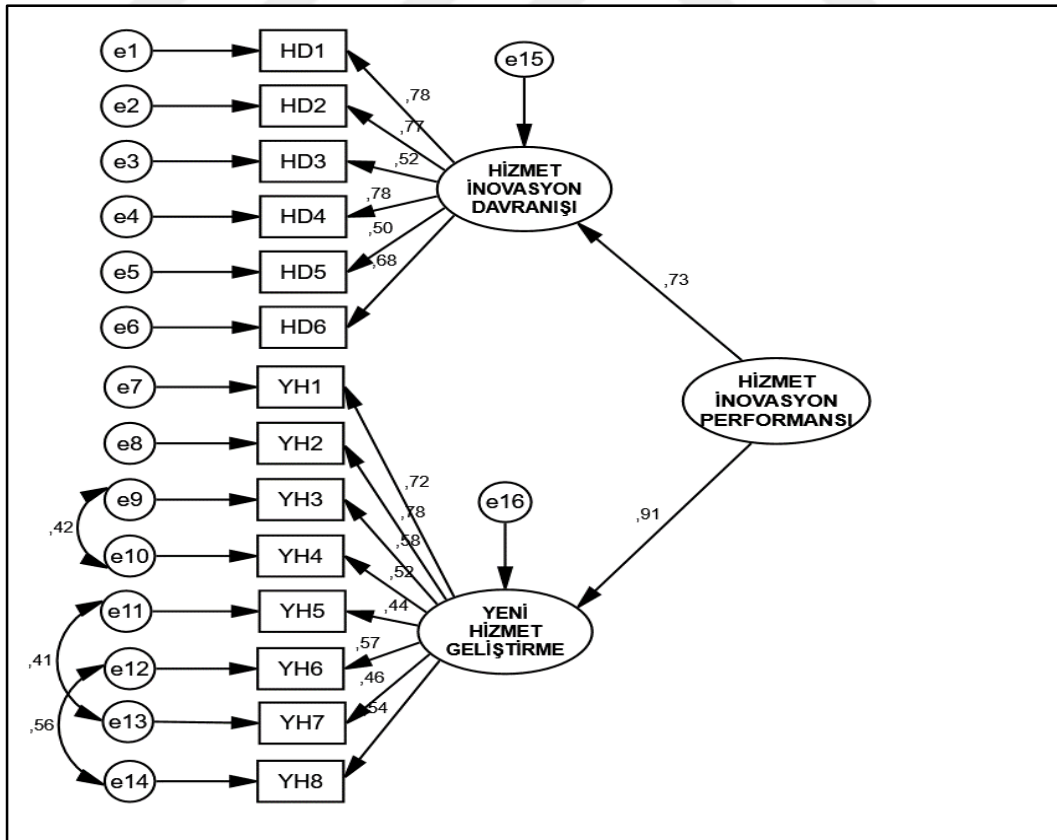 e1
HD1
e15
,78
e2
HD2
,77
e3
HD3
,52
HİZMET
İNOVASYON
DAVRANIŞI
e4
HD4
,78
,50
e5
HD5
,68
e6
HD6
,73
e7
YH1
HİZMET
İNOVASYON
PERFORMANSI
e8
YH2
,72
e9
YH3
,78
e16
,42
,58
,91
e10
YH4
,52
e11
YH5
,44
YENİ
HİZMET
GELİŞTİRME
,57
,41
e12
YH6
,46
,56
e13
YH7
,54
e14
YH8